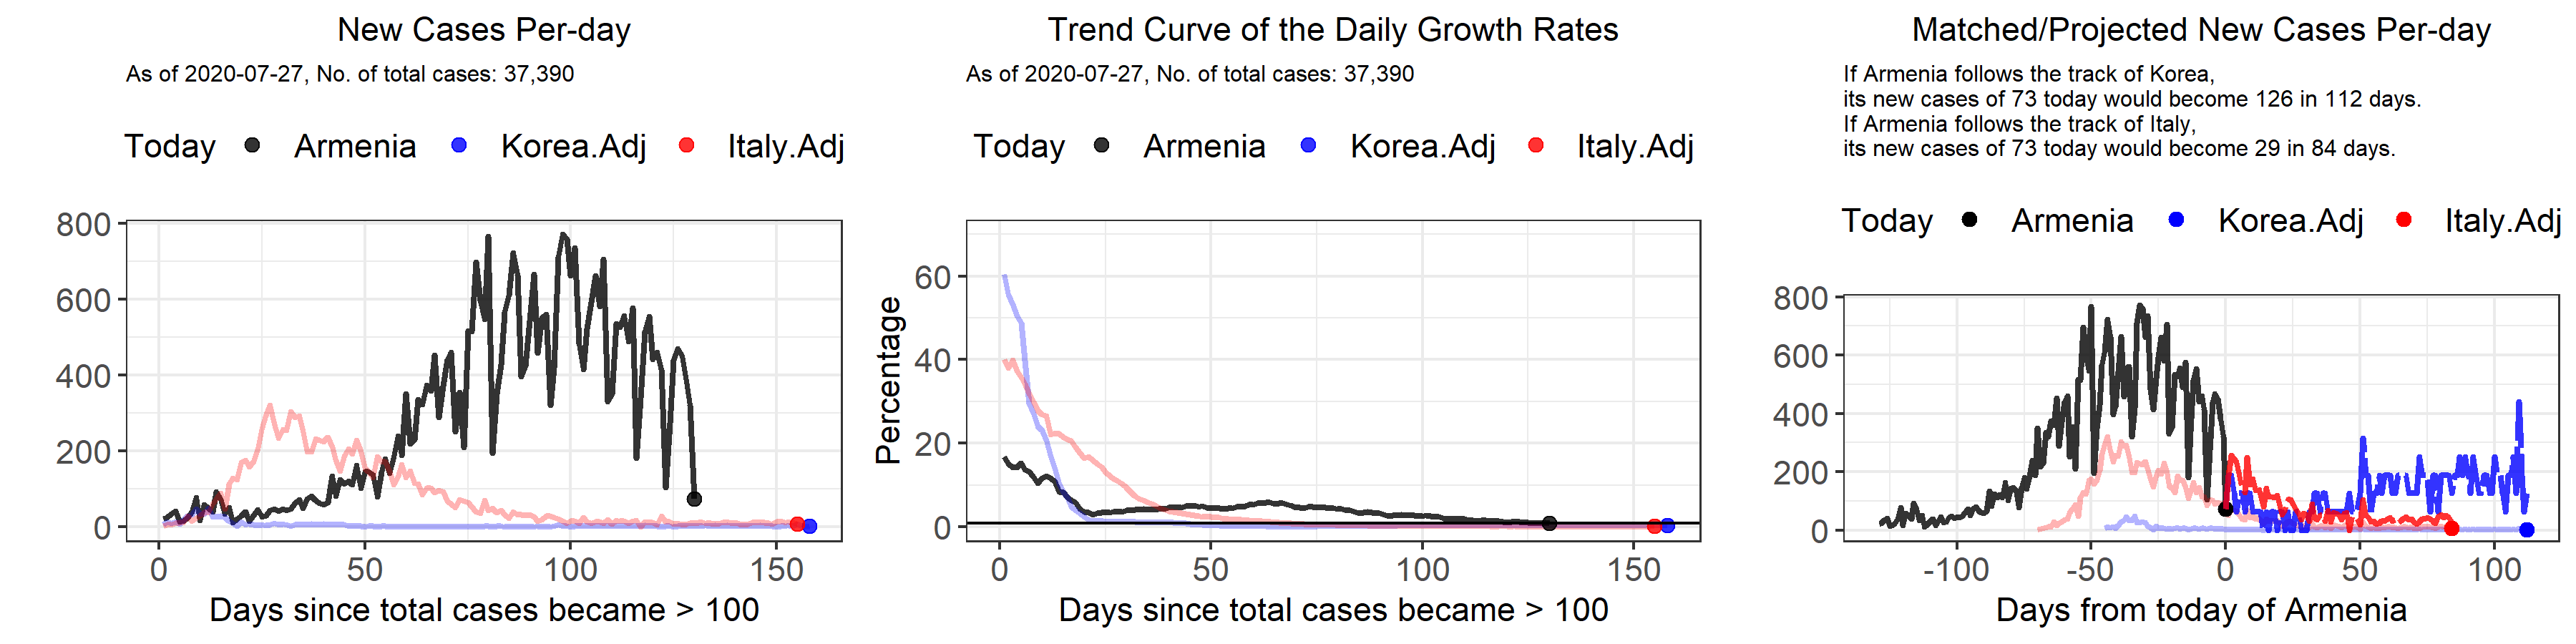 New Cases Per-day
As of 2020-07-27, No. of total cases: 37,390
Today Armenia Korea.Adj Italy.Adj
800
600
400
200
0
0 50 100 150
Days since total cases became > 100
Trend Curve of the Daily Growth Rates
As of 2020-07-27, No. of total cases: 37,390
Today Armenia Korea.Adj Italy.Adj
Percentage
60
40
20
0
0 50 100 150
Days since total cases became > 100
Matched/Projected New Cases Per-day
If Armenia follows the track of Korea,
its new cases of 73 today would become 126 in 112 days.
If Armenia follows the track of Italy,
its new cases of 73 today would become 29 in 84 days.
Today Armenia Korea.Adj Italy.Adj
800
600
400
200
0
-100 -50 0 50 100
Days from today of Armenia